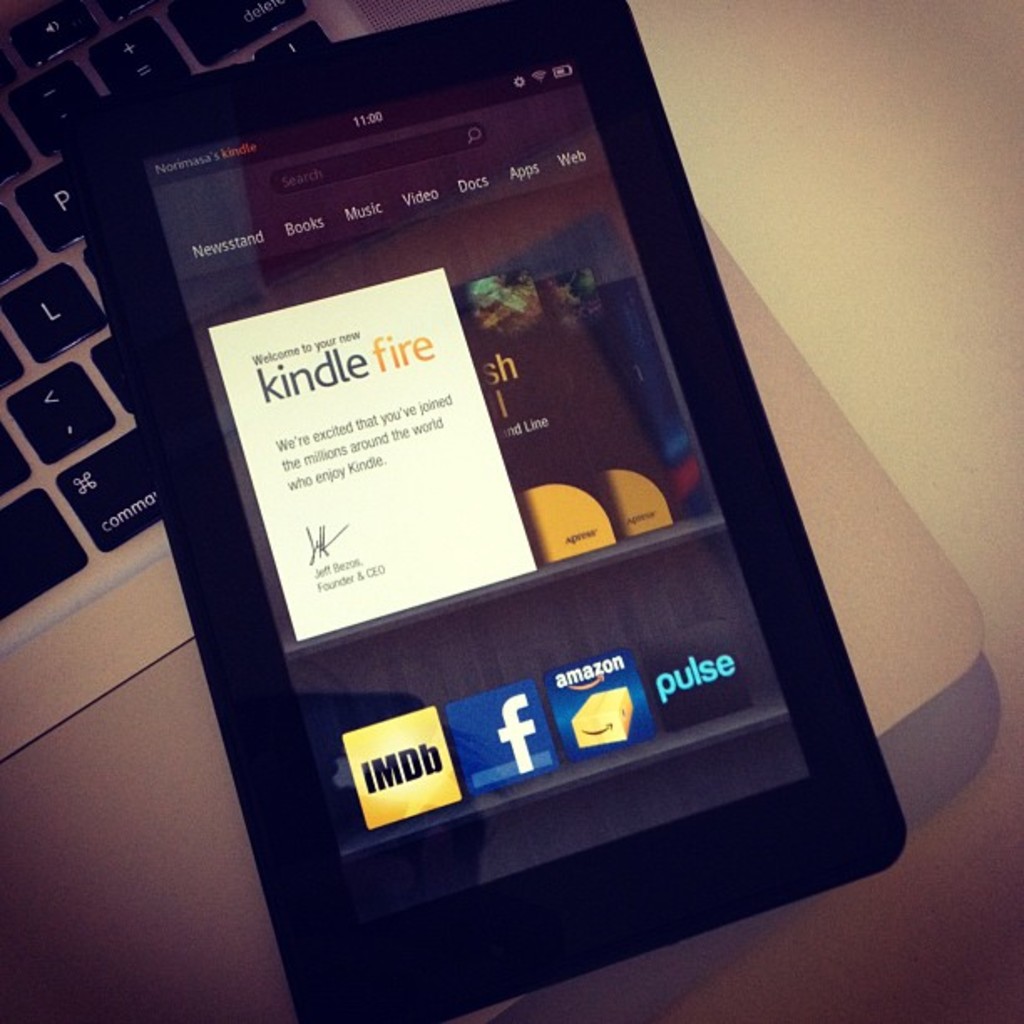 delete
+
=
-
P
L
<
,
⌘
comma
11:00
Norimasa's kindle
Search
Newsstand Books Music Video Docs Apps Web
Welcome to your new
kindle fire
We're excited that you've joined
the millions around the world
who enjoy Kindle.
Jeff Bezos,
Founder & CEO
sh
l
nd Line
Apress
Apress
IMDb
f
amazon
pulse